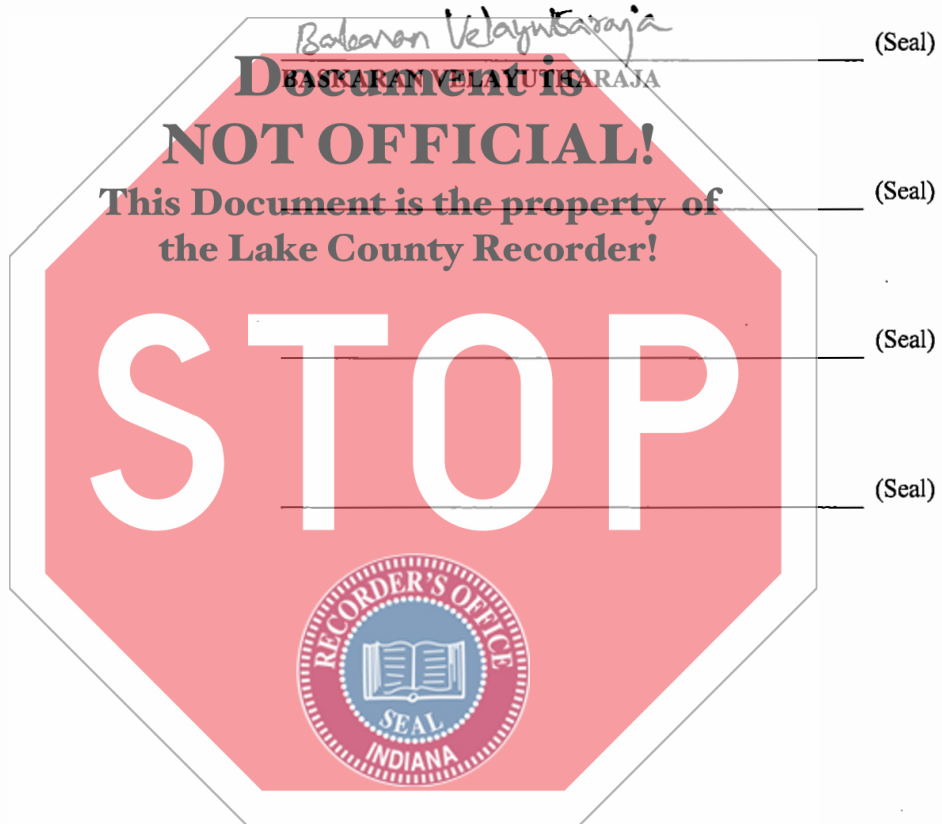 Baskaran Velayutharaja
(Seal)
BASKARAN VELAYUTHARAJA
Document is
NOT OFFICIAL!
This Document is the property of
the Lake County Recorder!
(Seal)
STOP
(Seal)
(Seal)
RECORDER'S OFFICE
SEAL
INDIANA